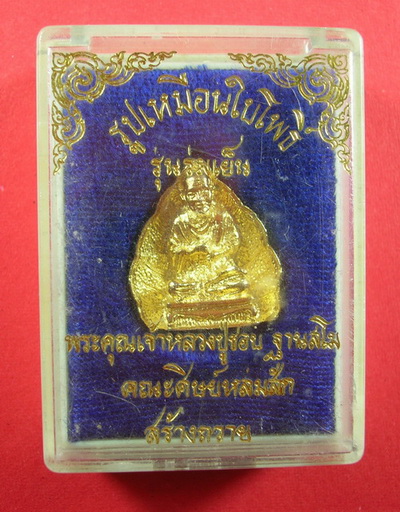 รูปเหมือนใบโพธิ์
รุ่นร่มเย็น
พระคุณเจ้าหลวงปู่ชอบ ฐานสโม
คณะศิษย์หล่มสัก
สร้างถวาย